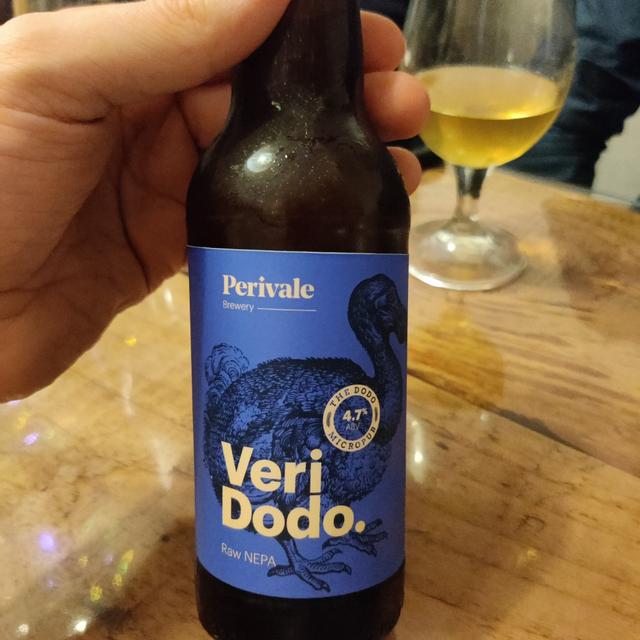 Perivale
Brewery
THE DODO
4.7%
ABV
MICROPUB
Veri
Dodo.
Raw NEPA